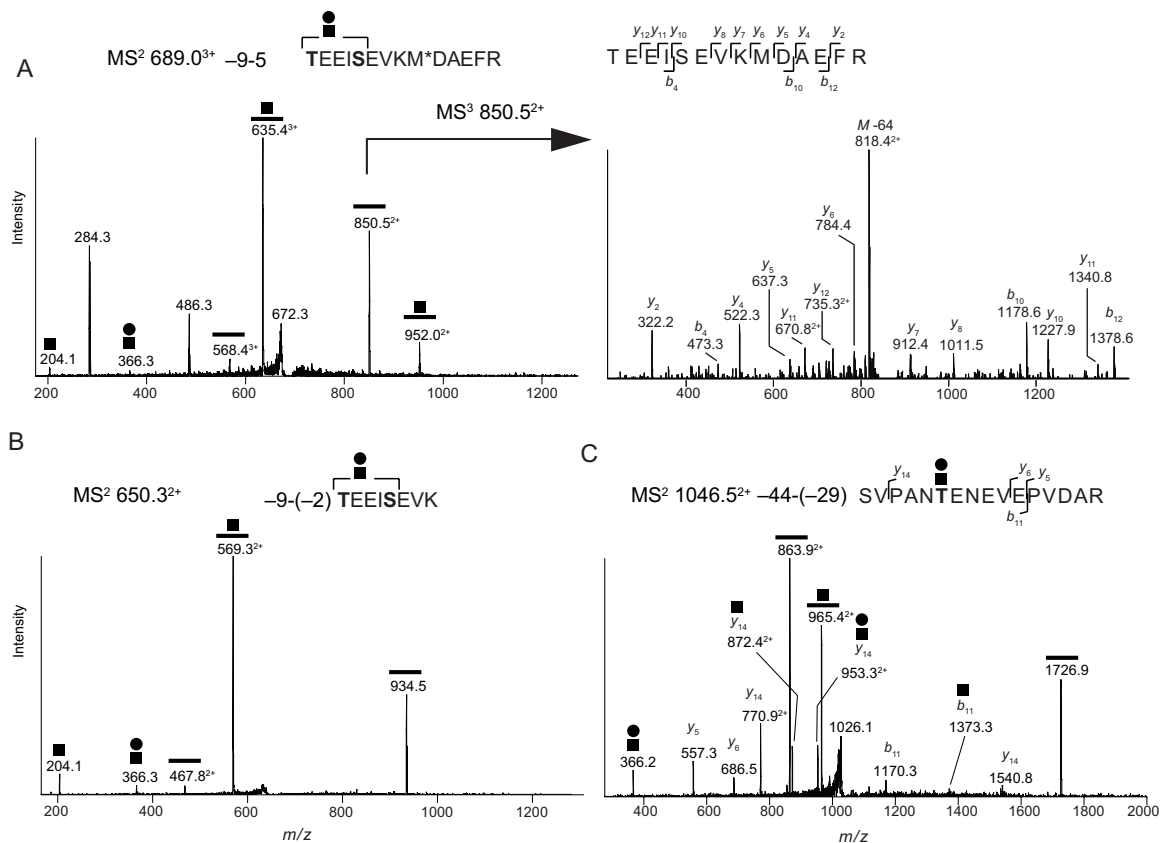 A
MS² 689.0³⁺ –9-5 TEEISEVKM*DAEFR
MS³ 850.5²⁺
Intensity
204.1
284.3
366.3
486.3
568.4³⁺
635.4³⁺
672.3
850.5²⁺
952.0²⁺
200 400 600 800 1000 1200
y₁₂ y₁₁ y₁₀ y₈ y₇ y₆ y₅ y₄ y₂
TEEISEVKMDAEFR
b₄ b₁₀ b₁₂
M -64
818.4²⁺
y₂
322.2
b₄
473.3
y₄
522.3
y₅
637.3
y₁₁
670.8²⁺
y₁₂
735.3²⁺
y₆
784.4
y₇
912.4
y₈
1011.5
b₁₀
1178.6
y₁₀
1227.9
y₁₁
1340.8
b₁₂
1378.6
400 600 800 1000 1200
B
MS² 650.3²⁺ –9-(–2) TEEISEVK
Intensity
204.1
366.3
467.8²⁺
569.3²⁺
934.5
200 400 600 800 1000 1200
m/z
C
y₁₄ y₆ y₅
MS² 1046.5²⁺ –44-(–29) SVPANTENEVEPVDAR
b₁₁
366.2
y₅
557.3
y₆
686.5
y₁₄
770.9²⁺
863.9²⁺
y₁₄
872.4²⁺
965.4²⁺
y₁₄
953.3²⁺
1026.1
b₁₁
1170.3
b₁₁
1373.3
y₁₄
1540.8
1726.9
400 600 800 1000 1200 1400 1600 1800 2000
m/z